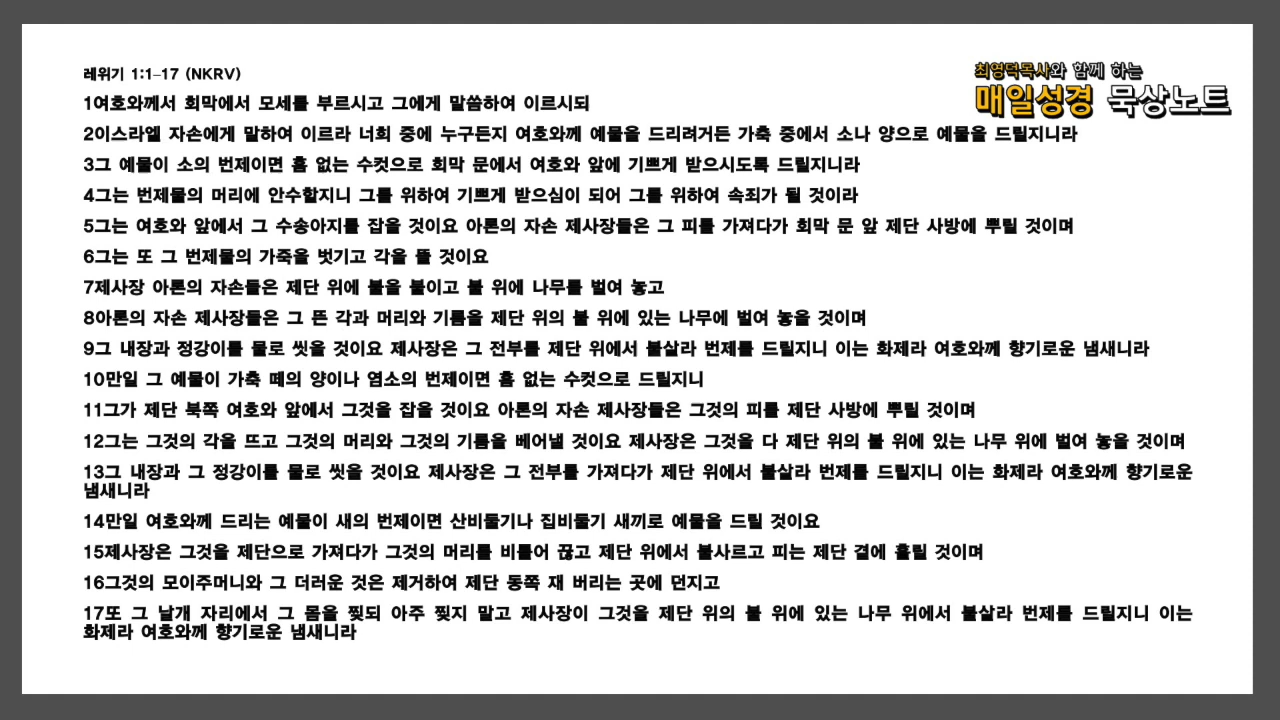 레위기 1:1–17 (NKRV)
최영덕목사와 함께 하는
매일성경 묵상노트
1여호와께서 회막에서 모세를 부르시고 그에게 말씀하여 이르시되
2이스라엘 자손에게 말하여 이르라 너희 중에 누구든지 여호와께 예물을 드리려거든 가축 중에서 소나 양으로 예물을 드릴지니라
3그 예물이 소의 번제이면 흠 없는 수컷으로 회막 문에서 여호와 앞에 기쁘게 받으시도록 드릴지니라
4그는 번제물의 머리에 안수할지니 그를 위하여 기쁘게 받으심이 되어 그를 위하여 속죄가 될 것이라
5그는 여호와 앞에서 그 수송아지를 잡을 것이요 아론의 자손 제사장들은 그 피를 가져다가 회막 문 앞 제단 사방에 뿌릴 것이며
6그는 또 그 번제물의 가죽을 벗기고 각을 뜰 것이요
7제사장 아론의 자손들은 제단 위에 불을 붙이고 불 위에 나무를 벌여 놓고
8아론의 자손 제사장들은 그 뜬 각과 머리와 기름을 제단 위의 불 위에 있는 나무에 벌여 놓을 것이며
9그 내장과 정강이를 물로 씻을 것이요 제사장은 그 전부를 제단 위에서 불살라 번제를 드릴지니 이는 화제라 여호와께 향기로운 냄새니라
10만일 그 예물이 가축 떼의 양이나 염소의 번제이면 흠 없는 수컷으로 드릴지니
11그가 제단 북쪽 여호와 앞에서 그것을 잡을 것이요 아론의 자손 제사장들은 그것의 피를 제단 사방에 뿌릴 것이며
12그는 그것의 각을 뜨고 그것의 머리와 그것의 기름을 베어낼 것이요 제사장은 그것을 다 제단 위의 불 위에 있는 나무 위에 벌여 놓을 것이며
13그 내장과 그 정강이를 물로 씻을 것이요 제사장은 그 전부를 가져다가 제단 위에서 불살라 번제를 드릴지니 이는 화제라 여호와께 향기로운
냄새니라
14만일 여호와께 드리는 예물이 새의 번제이면 산비둘기나 집비둘기 새끼로 예물을 드릴 것이요
15제사장은 그것을 제단으로 가져다가 그것의 머리를 비틀어 끊고 제단 위에서 불사르고 피는 제단 곁에 흘릴 것이며
16그것의 모이주머니와 그 더러운 것은 제거하여 제단 동쪽 재 버리는 곳에 던지고
17또 그 날개 자리에서 그 몸을 찢되 아주 찢지 말고 제사장이 그것을 제단 위의 불 위에 있는 나무 위에서 불살라 번제를 드릴지니 이는
화제라 여호와께 향기로운 냄새니라